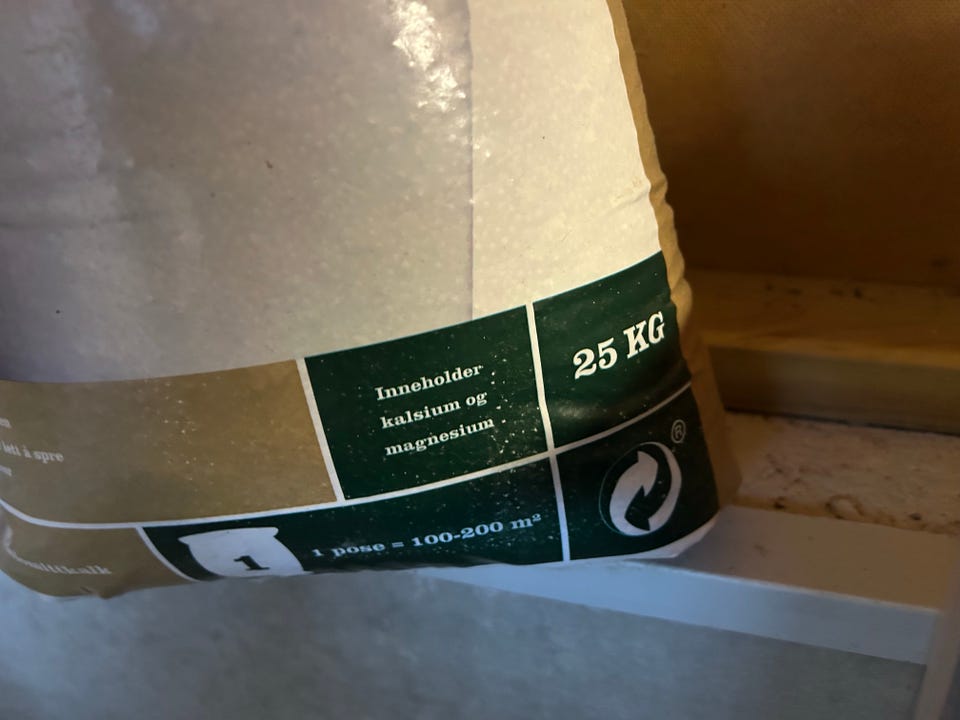 lett å spre
Inneholder
kalsium og
magnesium
25 KG
1
1 pose = 100-200 m²
®